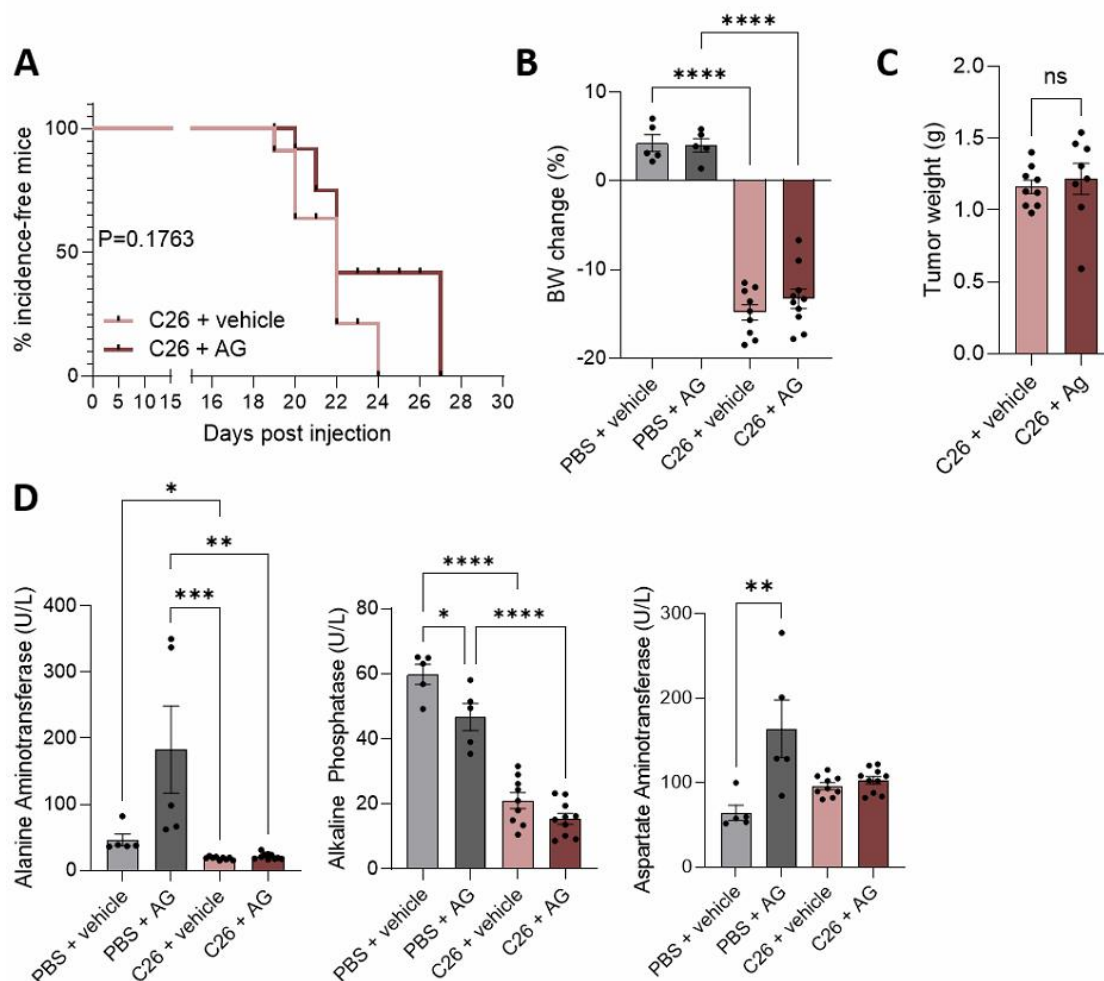 A
% incidence-free mice
100
50
0
P=0.1763
C26 + vehicle
C26 + AG
0 5 10 15 16 18 20 22 24 26 28 30
Days post injection
B
****
****
BW change (%)
10
0
-10
-20
PBS + vehicle
PBS + AG
C26 + vehicle
C26 + AG
C
ns
Tumor weight (g)
2.0
1.5
1.0
0.5
0.0
C26 + vehicle
C26 + Ag
D
*
**
***
Alanine Aminotransferase (U/L)
400
300
200
100
0
PBS + vehicle
PBS + AG
C26 + vehicle
C26 + AG
****
*
****
Alkaline Phosphatase (U/L)
80
60
40
20
0
PBS + vehicle
PBS + AG
C26 + vehicle
C26 + AG
**
Aspartate Aminotransferase (U/L)
300
200
100
0
PBS + vehicle
PBS + AG
C26 + vehicle
C26 + AG